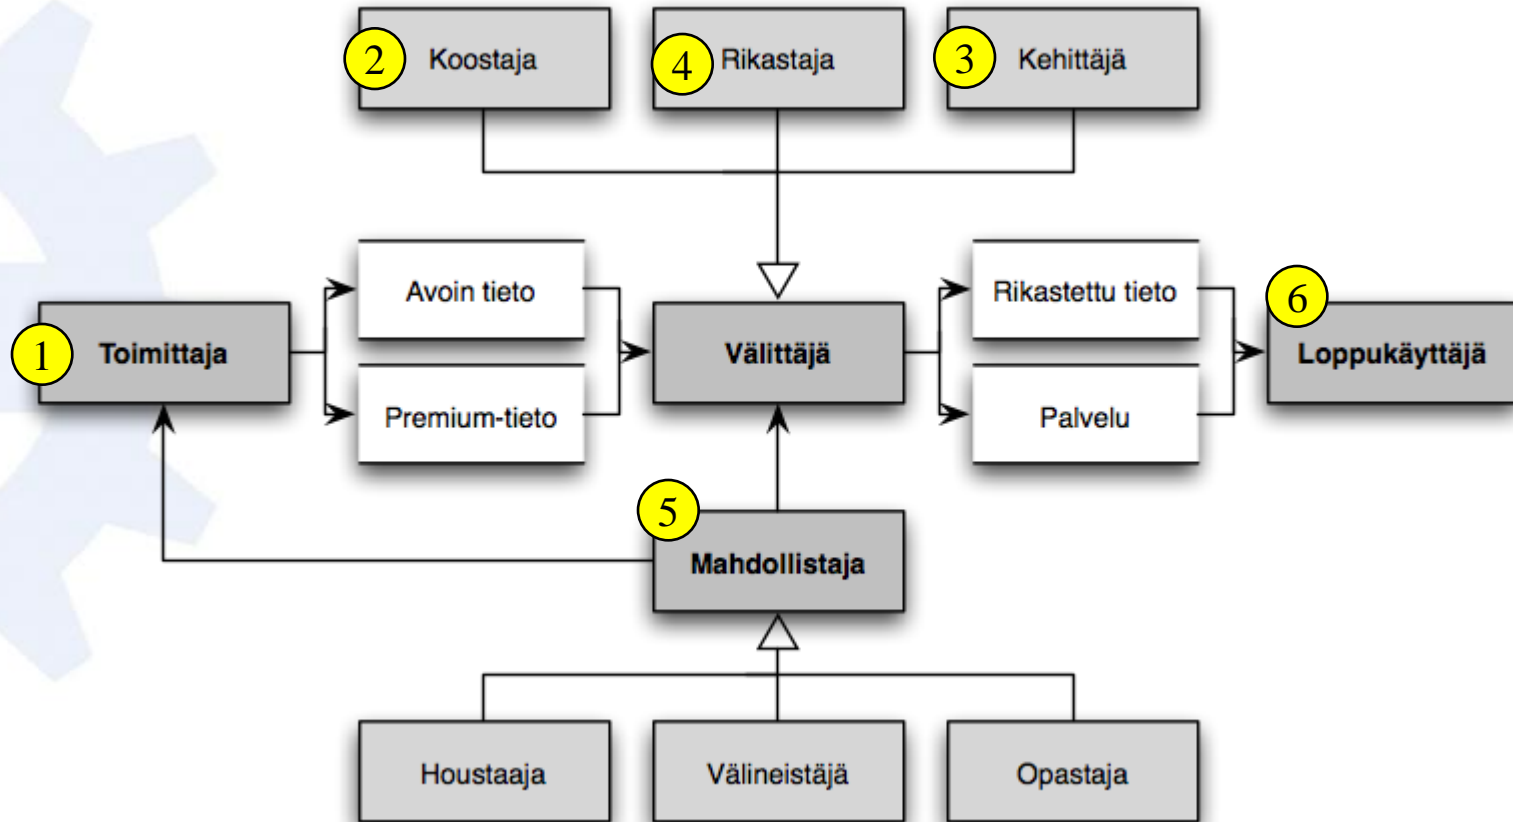 2 Koostaja
4 Rikastaja
3 Kehittäjä
Avoin tieto
Rikastettu tieto
1 Toimittaja
Välittäjä
6 Loppukäyttäjä
Premium-tieto
Palvelu
5 Mahdollistaja
Houstaaja
Välineistäjä
Opastaja